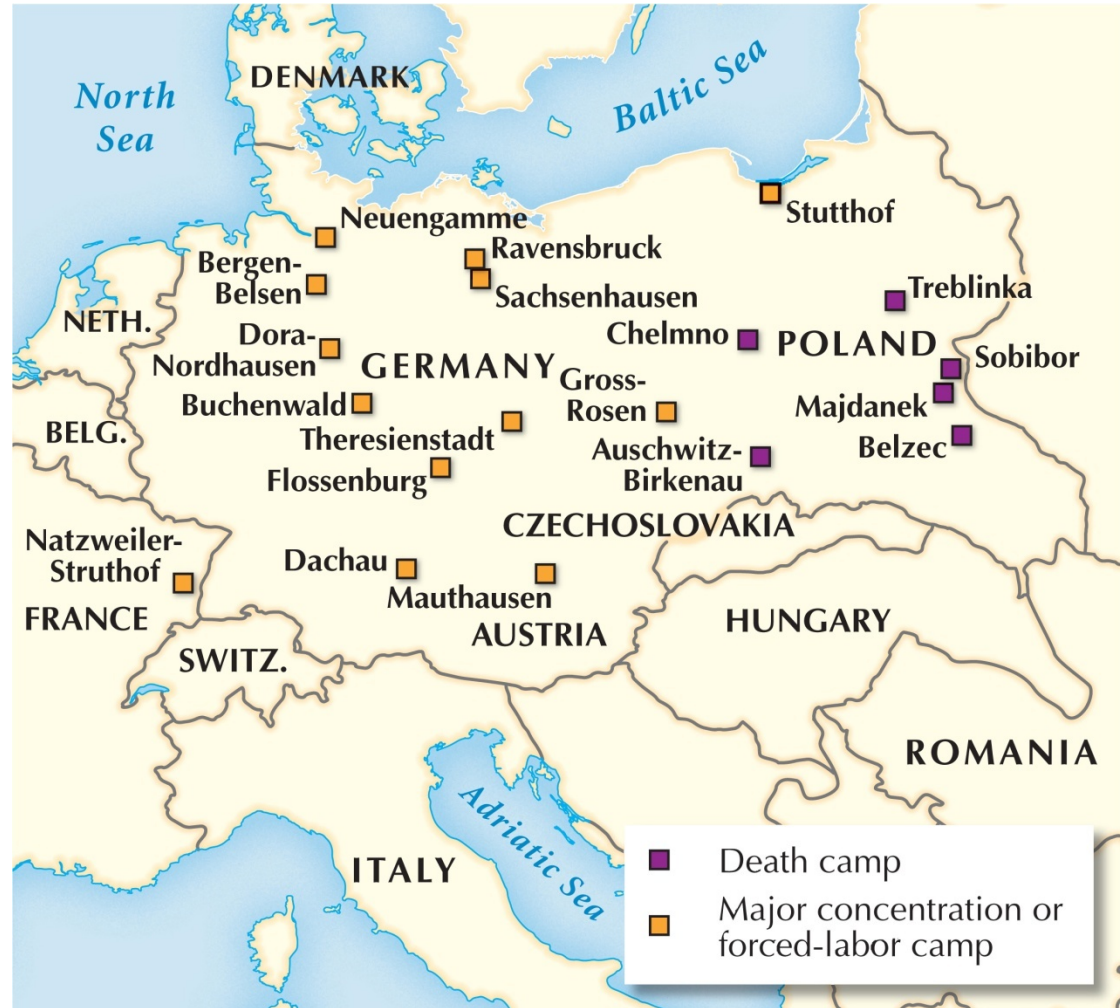 DENMARK
North
Sea
Baltic Sea
Neuengamme
Stutthof
Ravensbruck
Bergen-
Belsen
Sachsenhausen
Treblinka
NETH.
Chelmno
POLAND
Dora-
Nordhausen
GERMANY
Sobibor
Gross-
Rosen
Buchenwald
Majdanek
BELG.
Theresienstadt
Belzec
Auschwitz-
Birkenau
Flossenburg
CZECHOSLOVAKIA
Natzweiler-
Struthof
Dachau
Mauthausen
FRANCE
AUSTRIA
HUNGARY
SWITZ.
ROMANIA
Adriatic Sea
ITALY
Death camp
Major concentration or
forced-labor camp